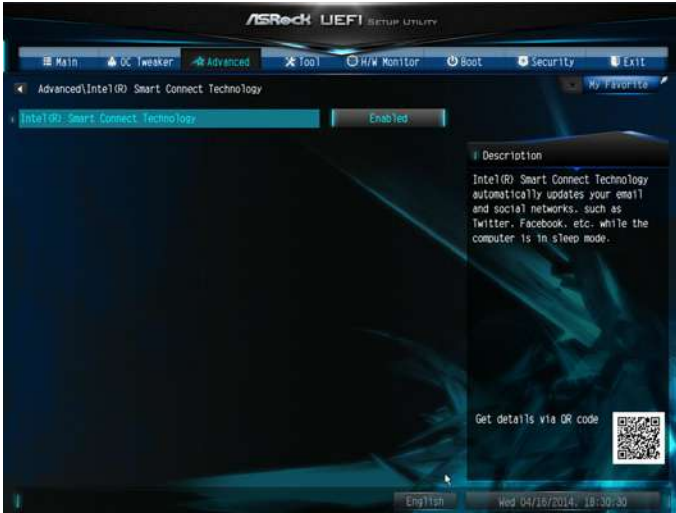 ASRock UEFI SETUP UTILITY
Main OC Tweaker Advanced Tool H/W Monitor Boot Security Exit
Advanced\Intel(R) Smart Connect Technology
My Favorite
Intel(R) Smart Connect Technology Enabled
Description
Intel(R) Smart Connect Technology
automatically updates your email
and social networks, such as
Twitter, Facebook, etc. while the
computer is in sleep mode.
Get details via QR code
English Wed 04/16/2014, 18:30:30